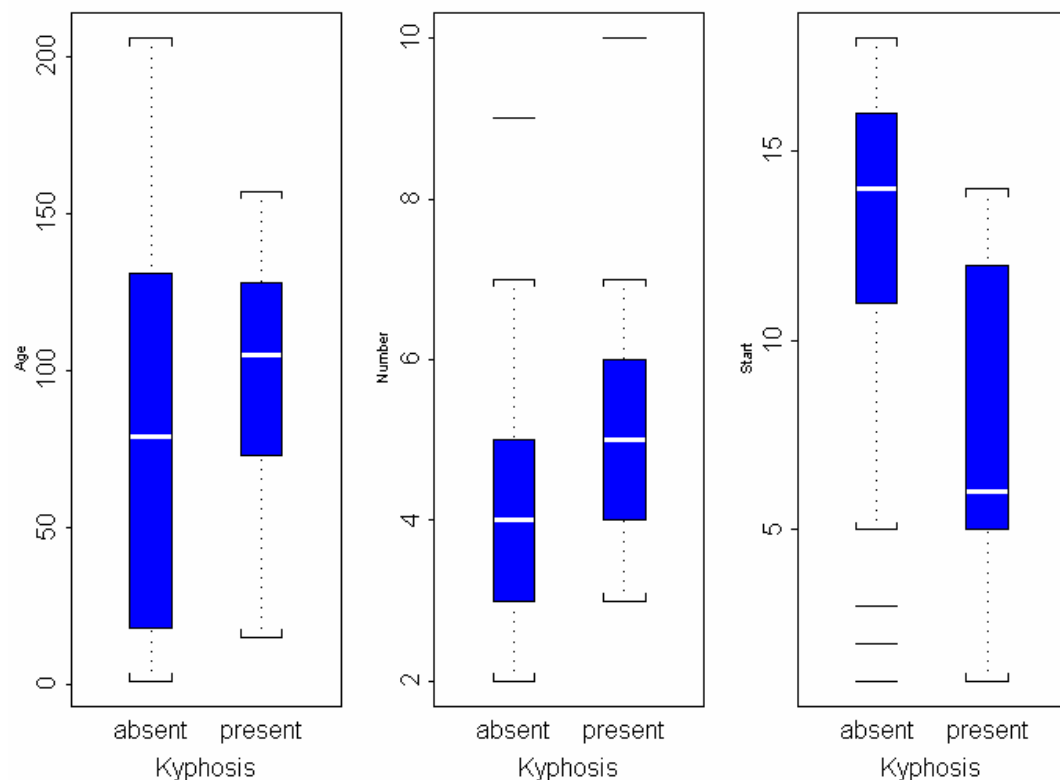 Age
200
150
100
50
0
absent present
Kyphosis
Number
10
8
6
4
2
absent present
Kyphosis
Start
15
10
5
absent present
Kyphosis